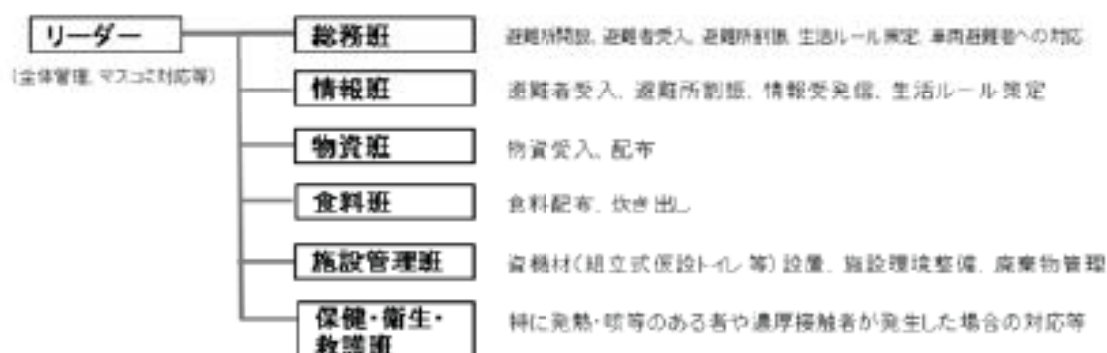 リーダー
(全体管理、マスコミ対応等)
総務班
避難所開設、避難者受入、避難所割振、生活ルール策定、車両避難者への対応
情報班
避難者受入、避難所割振、情報受発信、生活ルール策定
物資班
物資受入、配布
食料班
食料配布、炊き出し
施設管理班
資機材(組立式仮設トイレ等)設置、施設環境整備、廃棄物管理
保健・衛生・
救護班
特に発熱・咳等のある者や濃厚接触者が発生した場合の対応等